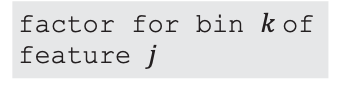 factor for bin k of
feature j